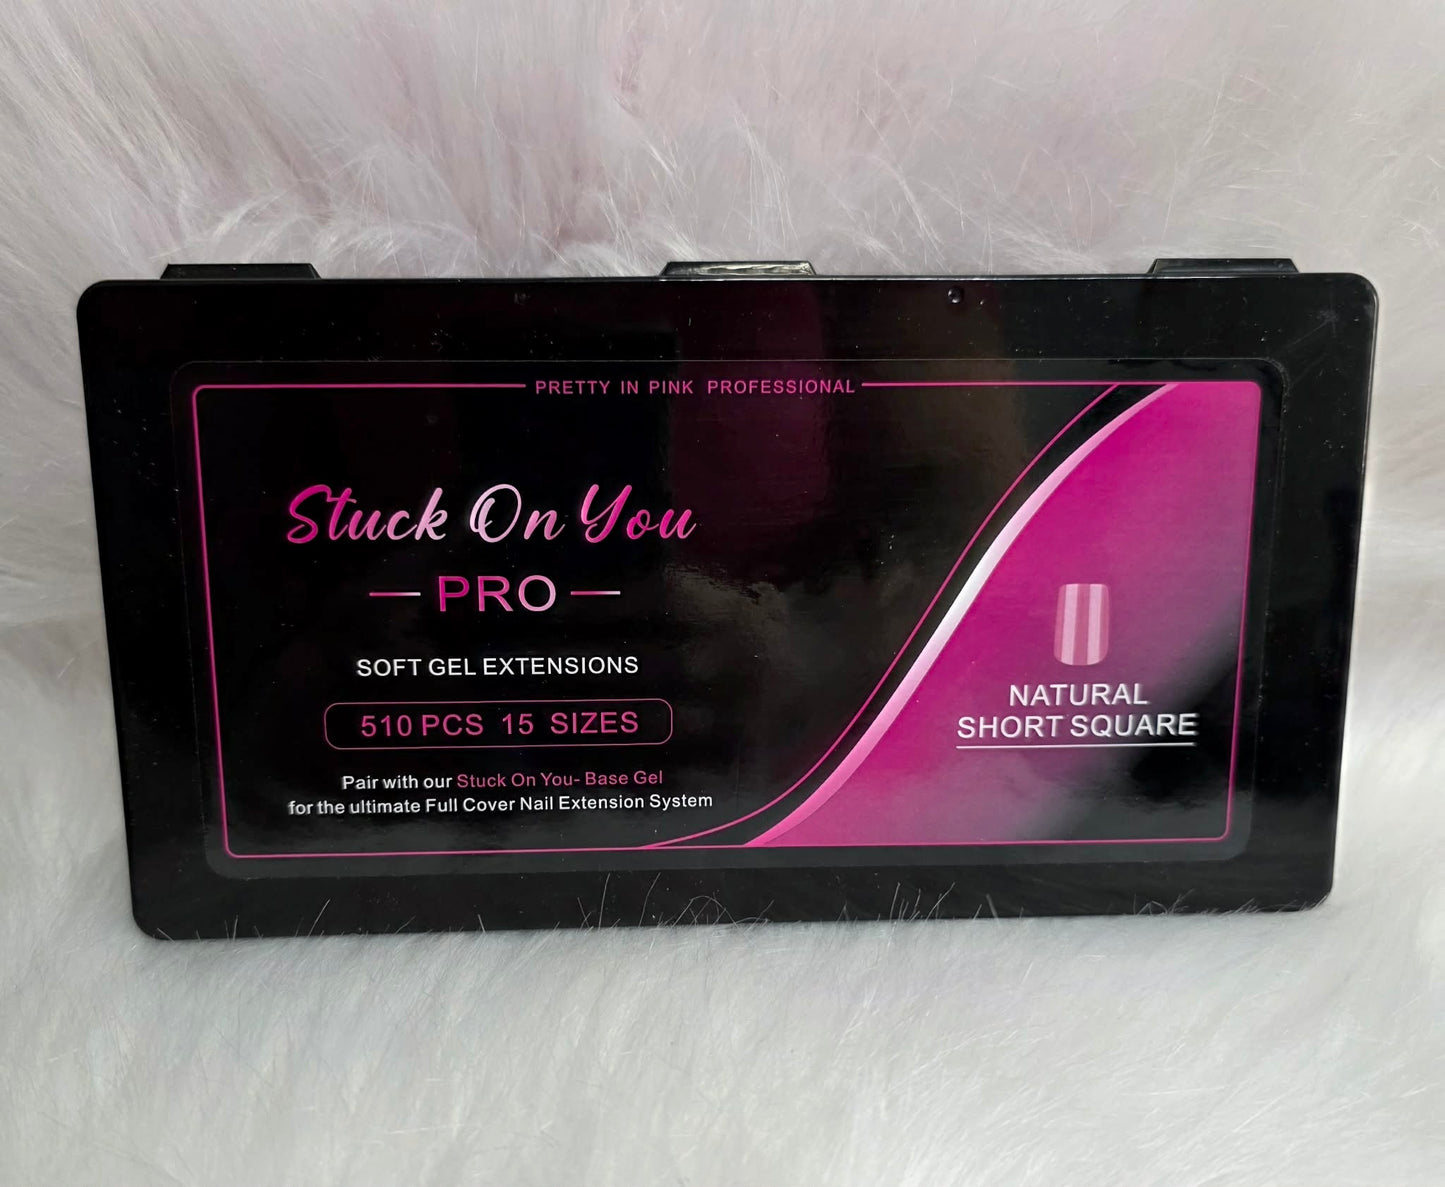 PRETTY IN PINK PROFESSIONAL
Stuck On You
PRO
SOFT GEL EXTENSIONS
510 PCS 15 SIZES
Pair with our Stuck On You- Base Gel
for the ultimate Full Cover Nail Extension System
NATURAL
SHORT SQUARE